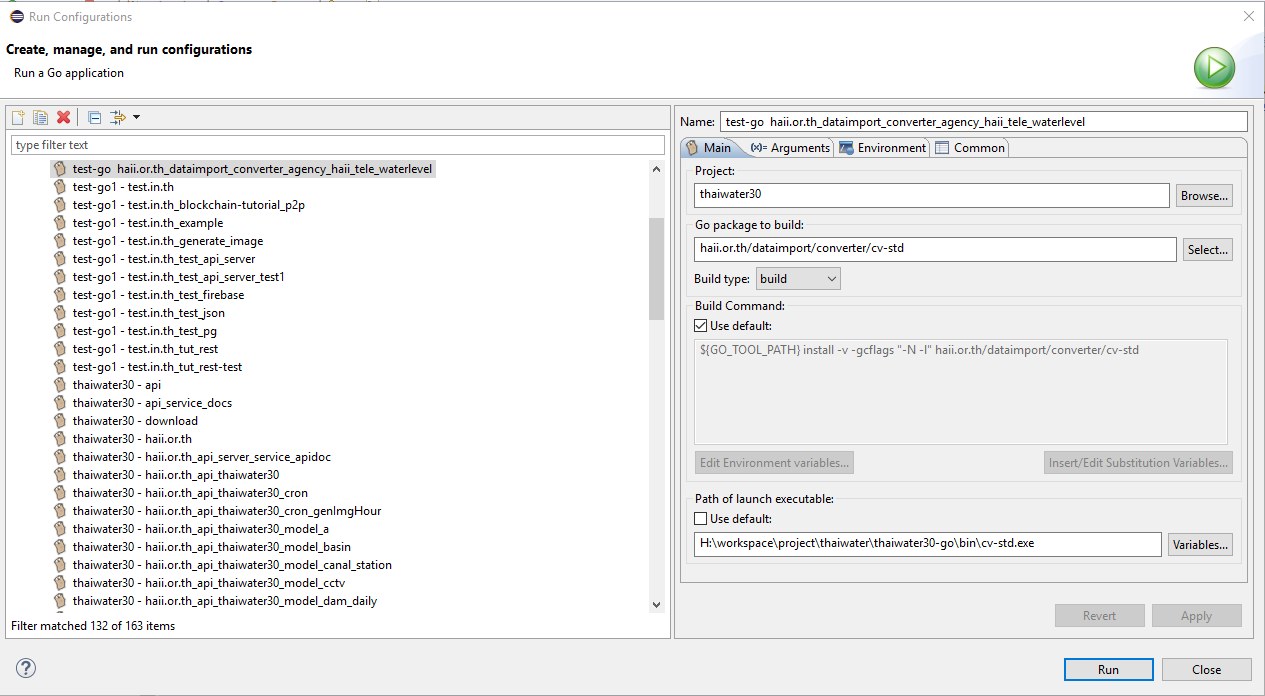 Run Configurations
Create, manage, and run configurations
Run a Go application
type filter text
test-go haii.or.th_dataimport_converter_agency_haii_tele_waterlevel
test-go1 - test.in.th
test-go1 - test.in.th_blockchain-tutorial_p2p
test-go1 - test.in.th_example
test-go1 - test.in.th_generate_image
test-go1 - test.in.th_test_api_server
test-go1 - test.in.th_test_api_server_test1
test-go1 - test.in.th_test_firebase
test-go1 - test.in.th_test_json
test-go1 - test.in.th_test_pg
test-go1 - test.in.th_tut_rest
test-go1 - test.in.th_tut_rest-test
thaiwater30 - api
thaiwater30 - api_service_docs
thaiwater30 - download
thaiwater30 - haii.or.th
thaiwater30 - haii.or.th_api_server_service_apidoc
thaiwater30 - haii.or.th_api_thaiwater30
thaiwater30 - haii.or.th_api_thaiwater30_cron
thaiwater30 - haii.or.th_api_thaiwater30_cron_genImgHour
thaiwater30 - haii.or.th_api_thaiwater30_model_a
thaiwater30 - haii.or.th_api_thaiwater30_model_basin
thaiwater30 - haii.or.th_api_thaiwater30_model_canal_station
thaiwater30 - haii.or.th_api_thaiwater30_model_cctv
thaiwater30 - haii.or.th_api_thaiwater30_model_dam_daily
Filter matched 132 of 163 items
Name: test-go haii.or.th_dataimport_converter_agency_haii_tele_waterlevel
Main (x)= Arguments Environment Common
Project:
thaiwater30 Browse...
Go package to build:
haii.or.th/dataimport/converter/cv-std Select...
Build type: build
Build Command:
Use default:
${GO_TOOL_PATH} install -v -gcflags "-N -l" haii.or.th/dataimport/converter/cv-std
Edit Environment variables... Insert/Edit Substitution Variables...
Path of launch executable:
Use default:
H:\workspace\project\thaiwater\thaiwater30-go\bin\cv-std.exe Variables...
Revert Apply
? Run Close